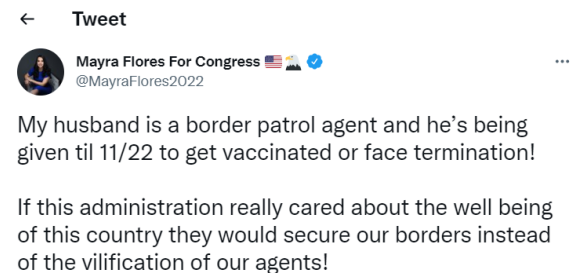 Tweet
Mayra Flores For Congress 🇺🇸🦅
@MayraFlores2022
My husband is a border patrol agent and he’s being
given til 11/22 to get vaccinated or face termination!
If this administration really cared about the well being
of this country they would secure our borders instead
of the vilification of our agents!